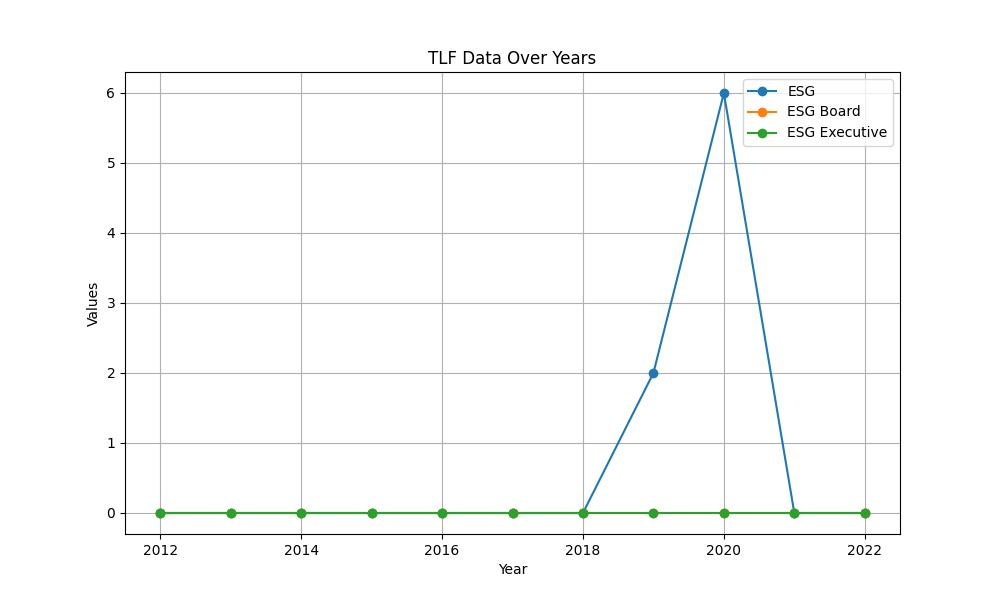 TLF Data Over Years
ESG
ESG Board
ESG Executive
6
5
4
3
2
1
0
Values
2012 2014 2016 2018 2020 2022
Year